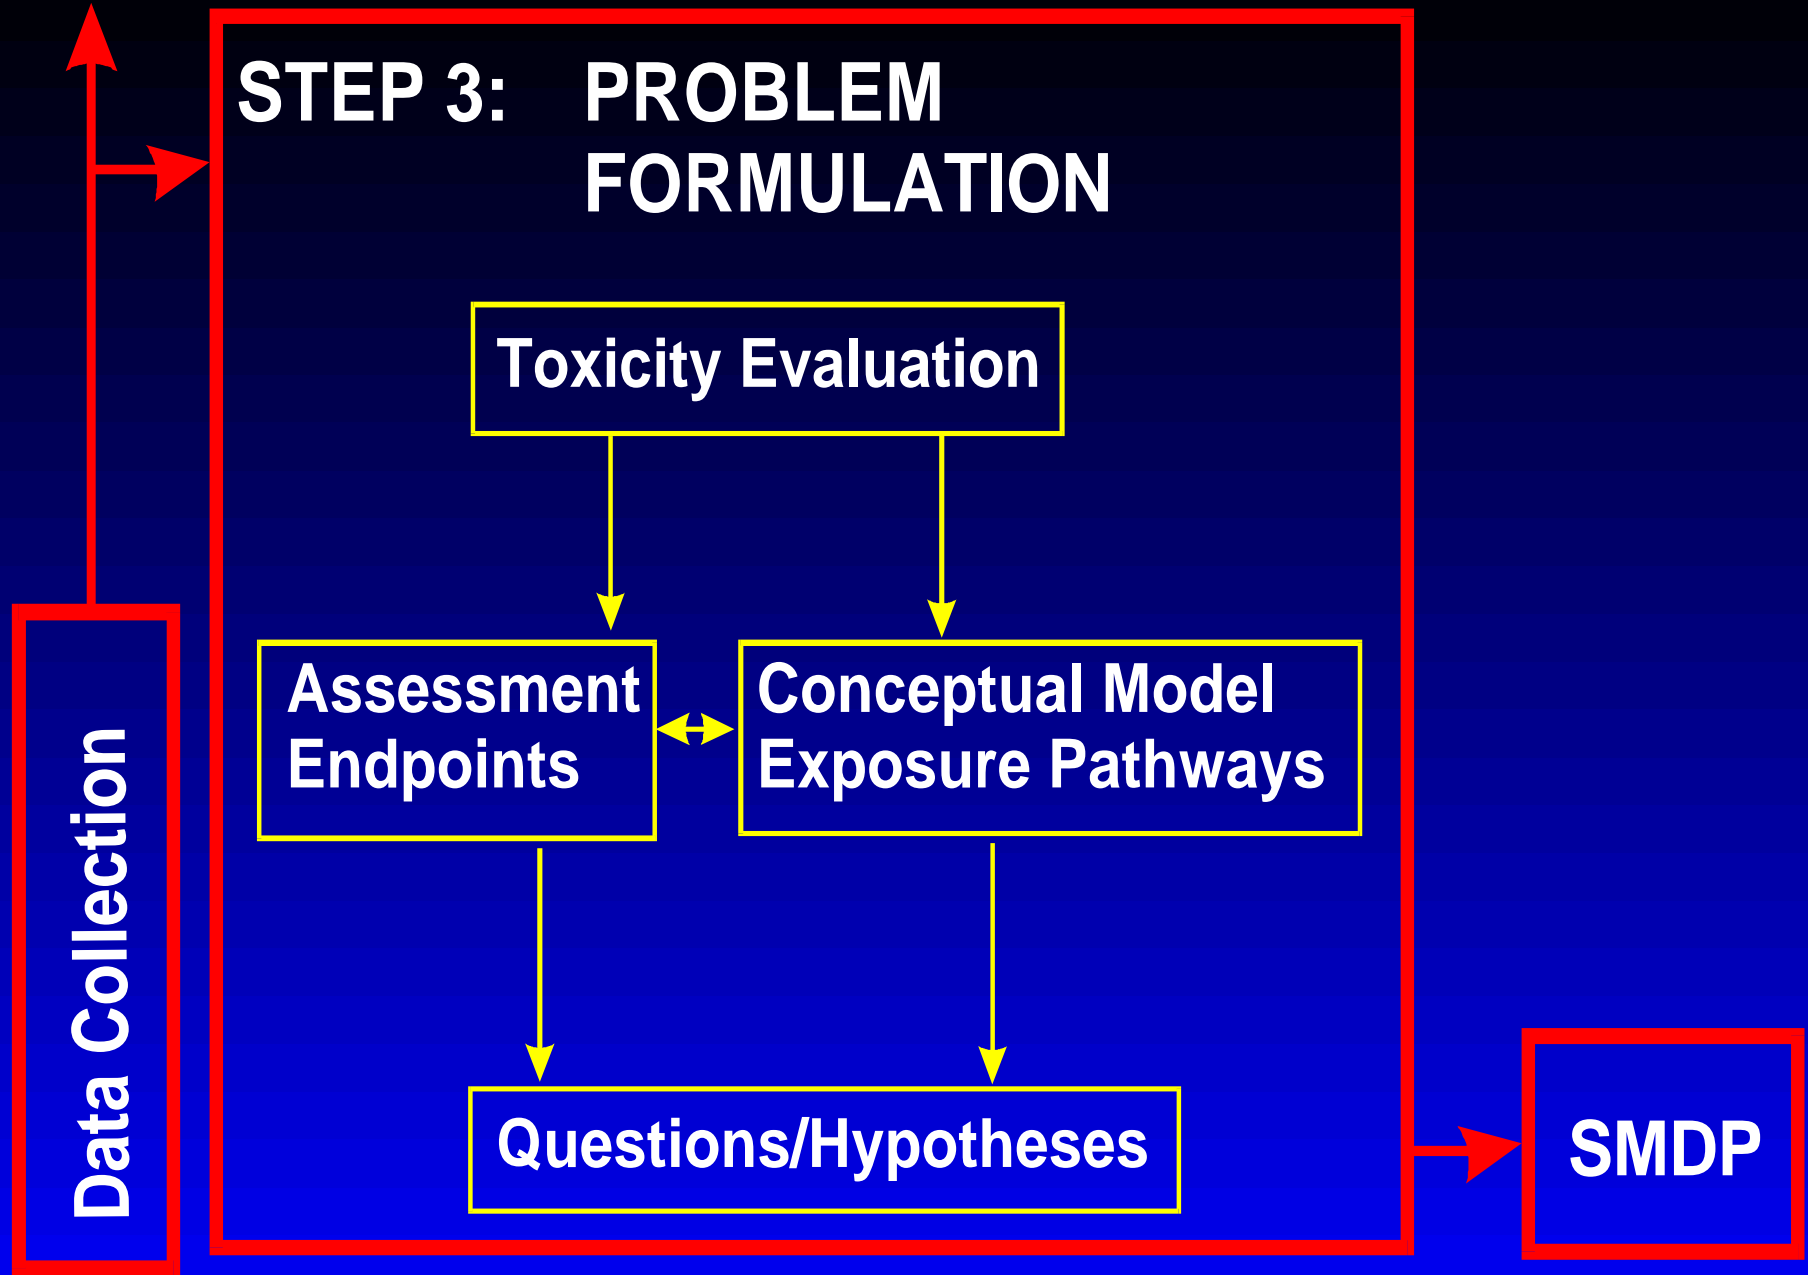 STEP 3: PROBLEM
FORMULATION
Toxicity Evaluation
Assessment
Endpoints
Conceptual Model
Exposure Pathways
Questions/Hypotheses
Data Collection
SMDP